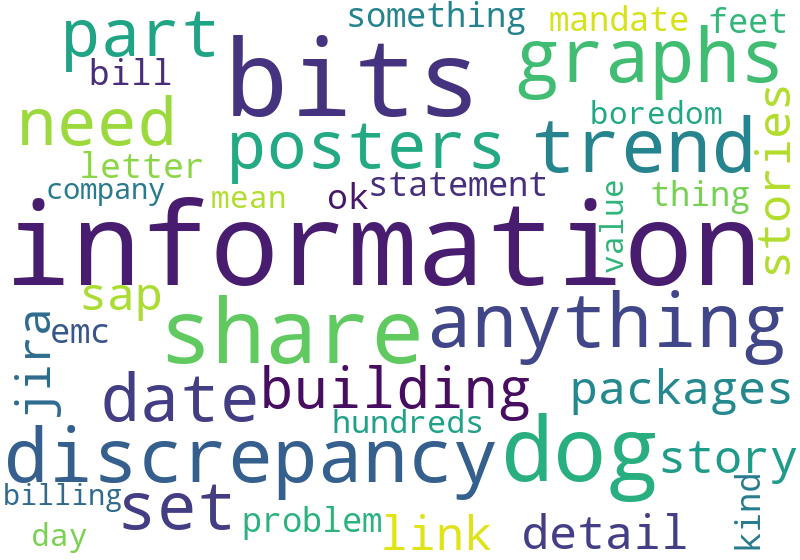 something mandate feet
part bits graphs
bill
need posters boredom trend stories
letter
company mean ok statement value thing
information
sap share anything
jira emc
date building packages
hundreds
discrepancy dog story
billing set problem link detail kind
day